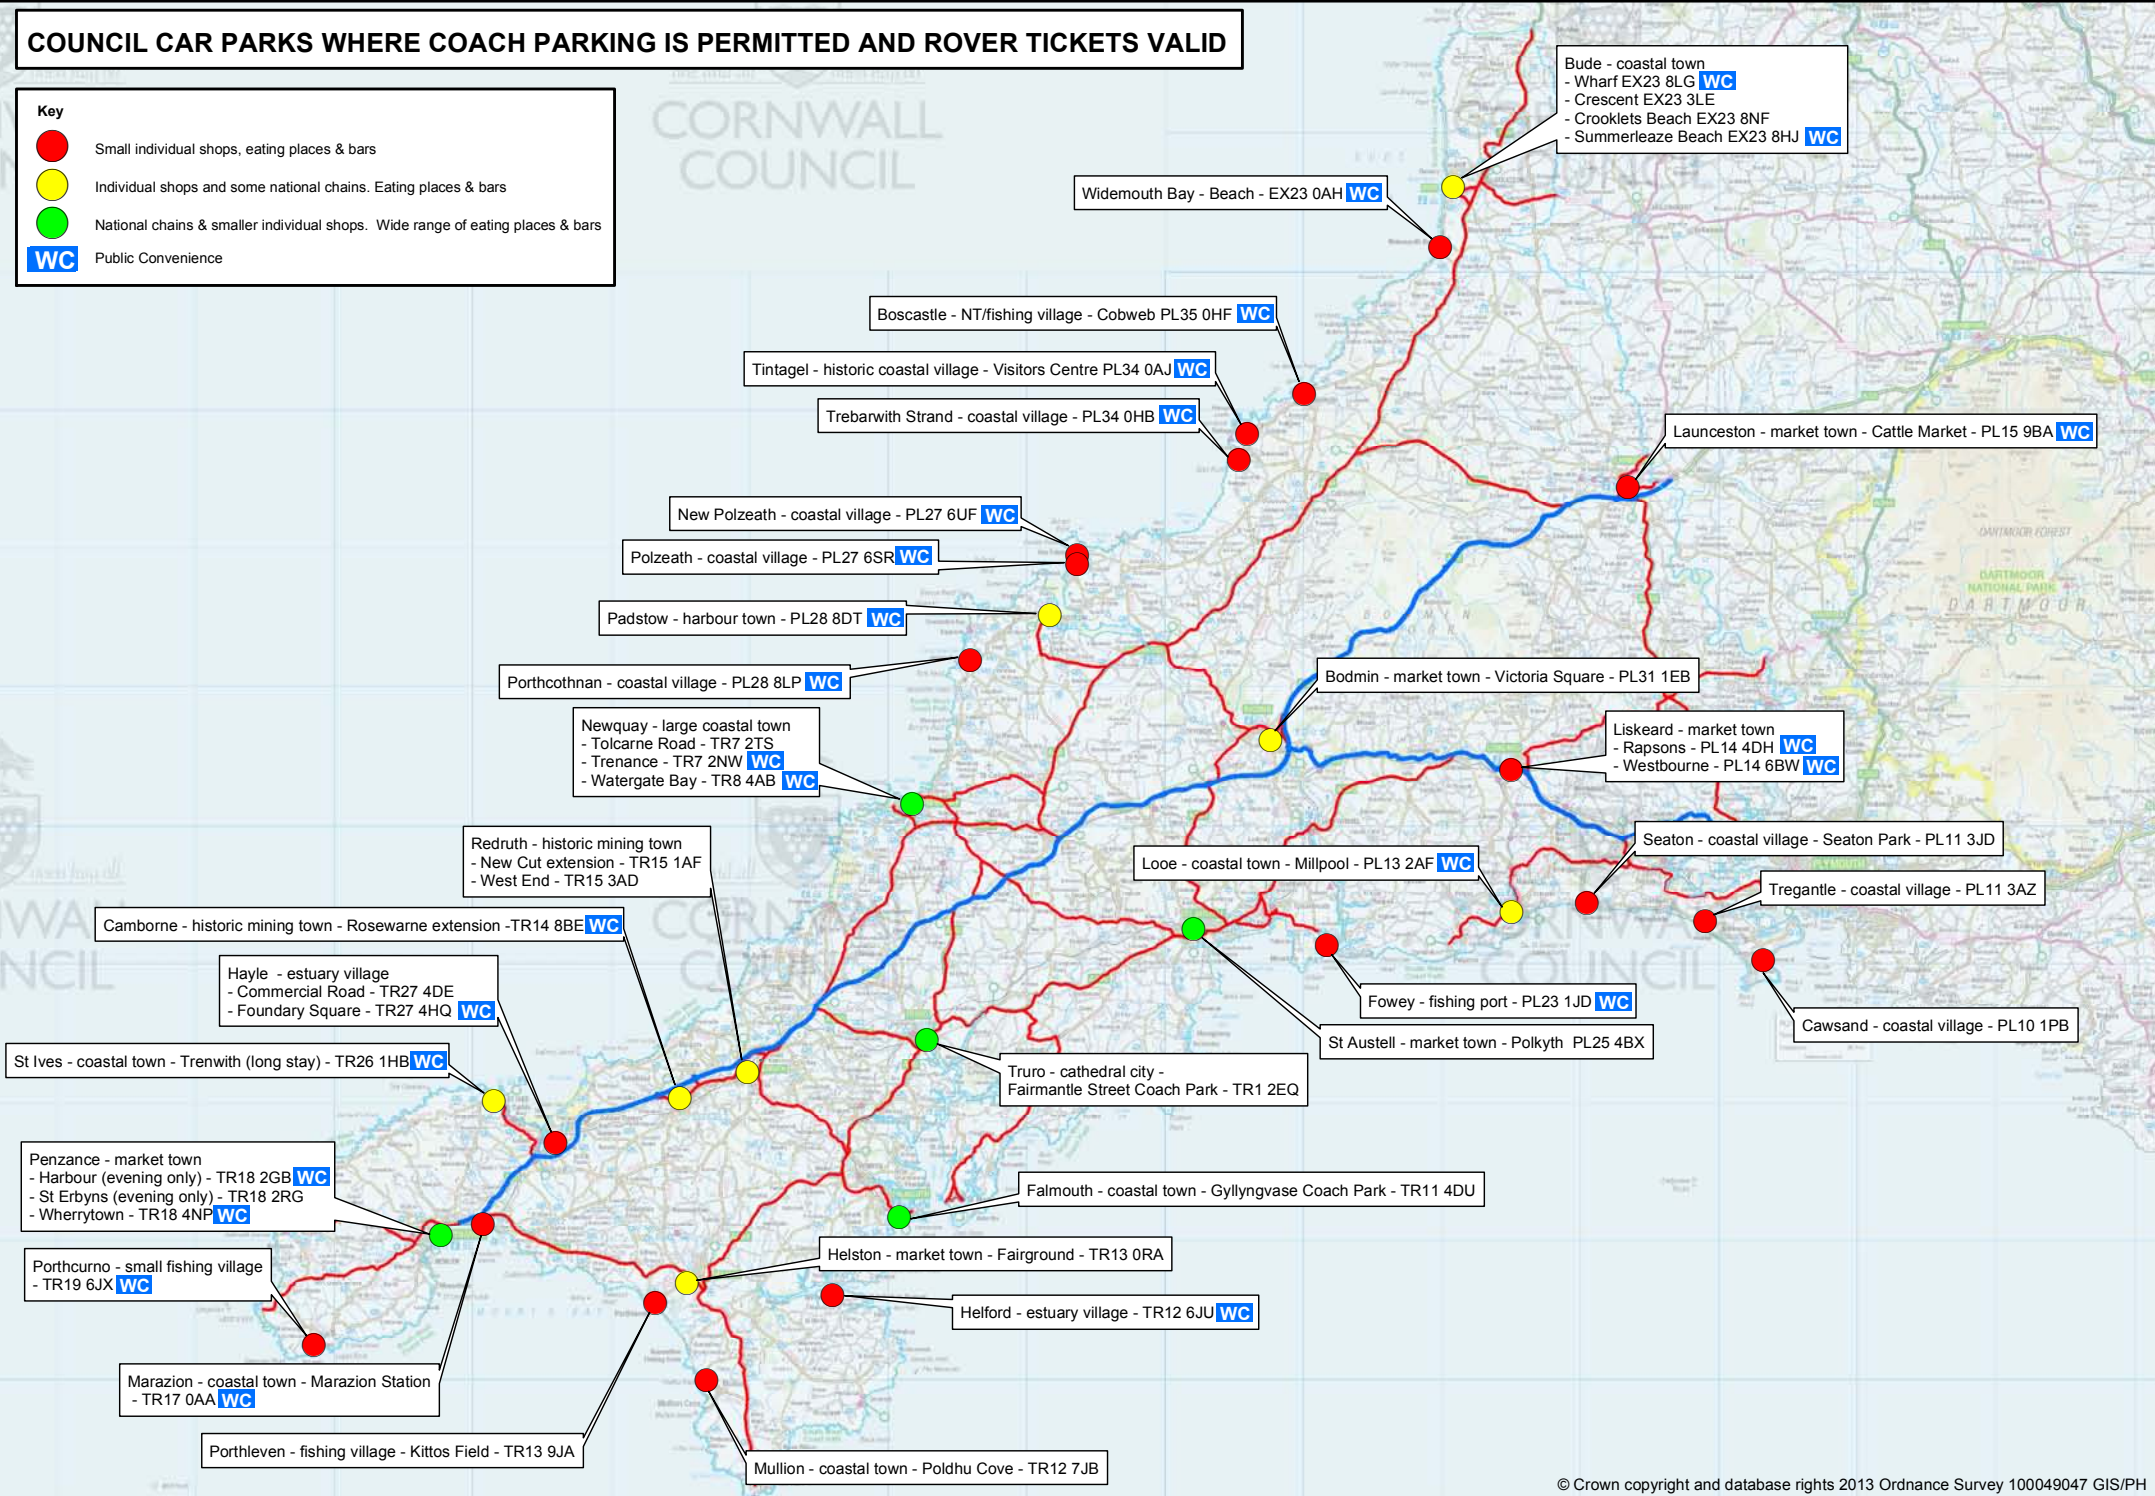 COUNCIL CAR PARKS WHERE COACH PARKING IS PERMITTED AND ROVER TICKETS VALID
Key
Small individual shops, eating places & bars
Individual shops and some national chains. Eating places & bars
National chains & smaller individual shops. Wide range of eating places & bars
WC Public Convenience
CORNWALL
COUNCIL
Bude - coastal town
- Wharf EX23 8LG WC
- Crescent EX23 3LE
- Crooklets Beach EX23 8NF
- Summerleaze Beach EX23 8HJ WC
Widemouth Bay - Beach - EX23 0AH WC
Boscastle - NT/fishing village - Cobweb PL35 0HF WC
Tintagel - historic coastal village - Visitors Centre PL34 0AJ WC
Trebarwith Strand - coastal village - PL34 0HB WC
Launceston - market town - Cattle Market - PL15 9BA WC
New Polzeath - coastal village - PL27 6UF WC
Polzeath - coastal village - PL27 6SR WC
DARTMOOR FOREST
DARTMOOR
NATIONAL PARK
DARTMOOR
Padstow - harbour town - PL28 8DT WC
Porthcothnan - coastal village - PL28 8LP WC
Bodmin - market town - Victoria Square - PL31 1EB
Newquay - large coastal town
- Tolcarne Road - TR7 2TS
- Trenance - TR7 2NW WC
- Watergate Bay - TR8 4AB WC
Liskeard - market town
- Rapsons - PL14 4DH WC
- Westbourne - PL14 6BW WC
Redruth - historic mining town
- New Cut extension - TR15 1AF
- West End - TR15 3AD
Seaton - coastal village - Seaton Park - PL11 3JD
Looe - coastal town - Millpool - PL13 2AF WC
Tregantle - coastal village - PL11 3AZ
Camborne - historic mining town - Rosewarne extension -TR14 8BE WC
Hayle - estuary village
- Commercial Road - TR27 4DE
- Foundary Square - TR27 4HQ WC
Fowey - fishing port - PL23 1JD WC
Cawsand - coastal village - PL10 1PB
St Austell - market town - Polkyth PL25 4BX
St Ives - coastal town - Trenwith (long stay) - TR26 1HB WC
Truro - cathedral city -
Fairmantle Street Coach Park - TR1 2EQ
Penzance - market town
- Harbour (evening only) - TR18 2GB WC
- St Erbyns (evening only) - TR18 2RG
- Wherrytown - TR18 4NP WC
Falmouth - coastal town - Gyllyngvase Coach Park - TR11 4DU
Helston - market town - Fairground - TR13 0RA
Porthcurno - small fishing village
- TR19 6JX WC
Helford - estuary village - TR12 6JU WC
Marazion - coastal town - Marazion Station
- TR17 0AA WC
Porthleven - fishing village - Kittos Field - TR13 9JA
Mullion - coastal town - Poldhu Cove - TR12 7JB
© Crown copyright and database rights 2013 Ordnance Survey 100049047 GIS/PH